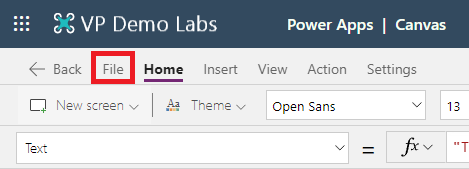 VP Demo Labs Power Apps | Canvas
Back File Home Insert View Action Settings
New screen Aa Theme Open Sans 13
Text = fx "T